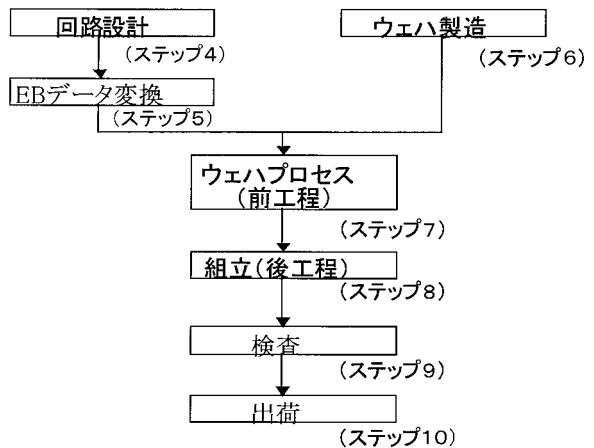 回路設計
(ステップ4)
EBデータ変換
(ステップ5)
ウェハ製造
(ステップ6)
ウェハプロセス
(前工程)
(ステップ7)
組立(後工程)
(ステップ8)
検査
(ステップ9)
出荷
(ステップ10)